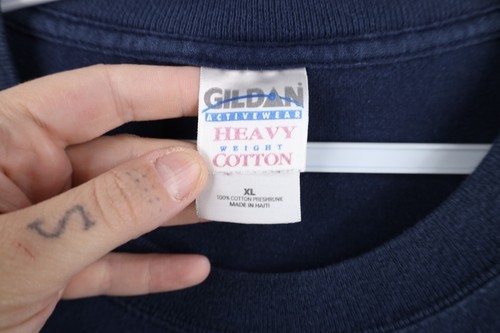 GILDAN
ACTIVEWEAR
HEAVY
WEIGHT
COTTON
XL
100% COTTON PRESHRUNK
MADE IN HAITI